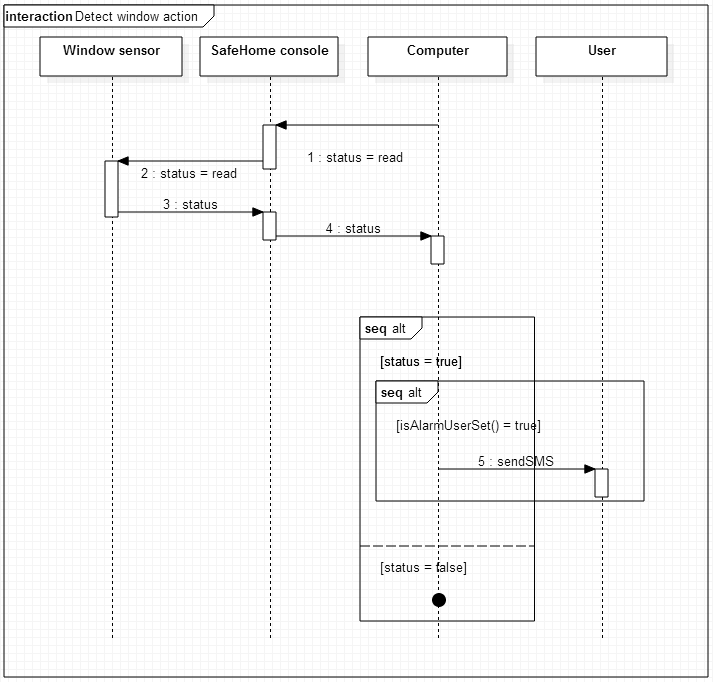 interaction Detect window action
Window sensor
SafeHome console
Computer
User
1 : status = read
2 : status = read
3 : status
4 : status
seq alt
[status = true]
seq alt
[isAlarmUserSet() = true]
5 : sendSMS
[status = false]